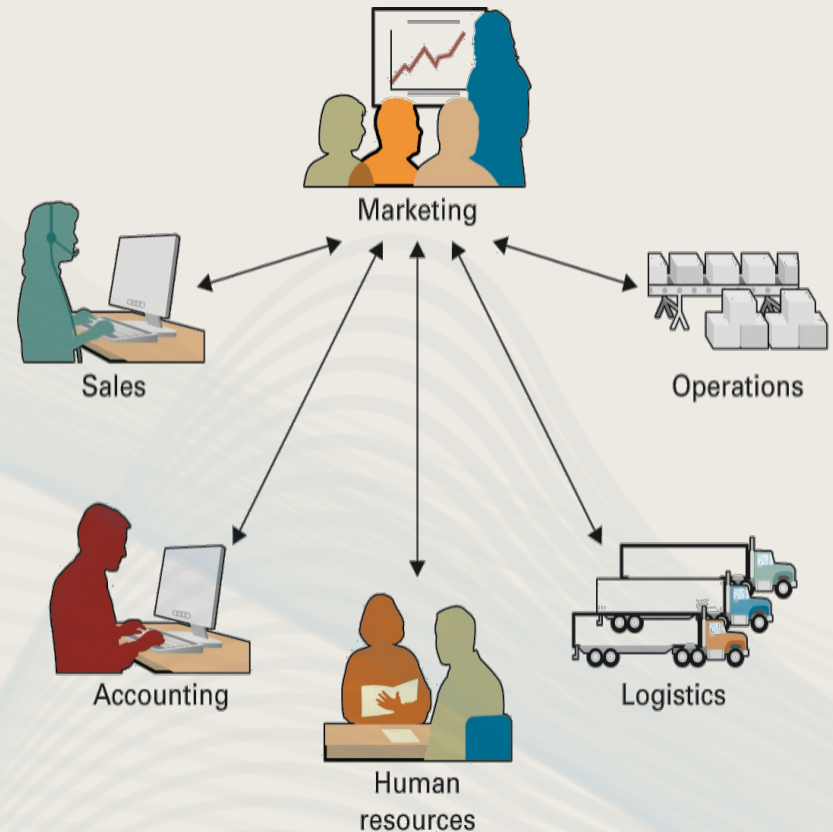 Marketing
Sales
Operations
Accounting
Logistics
Human
resources